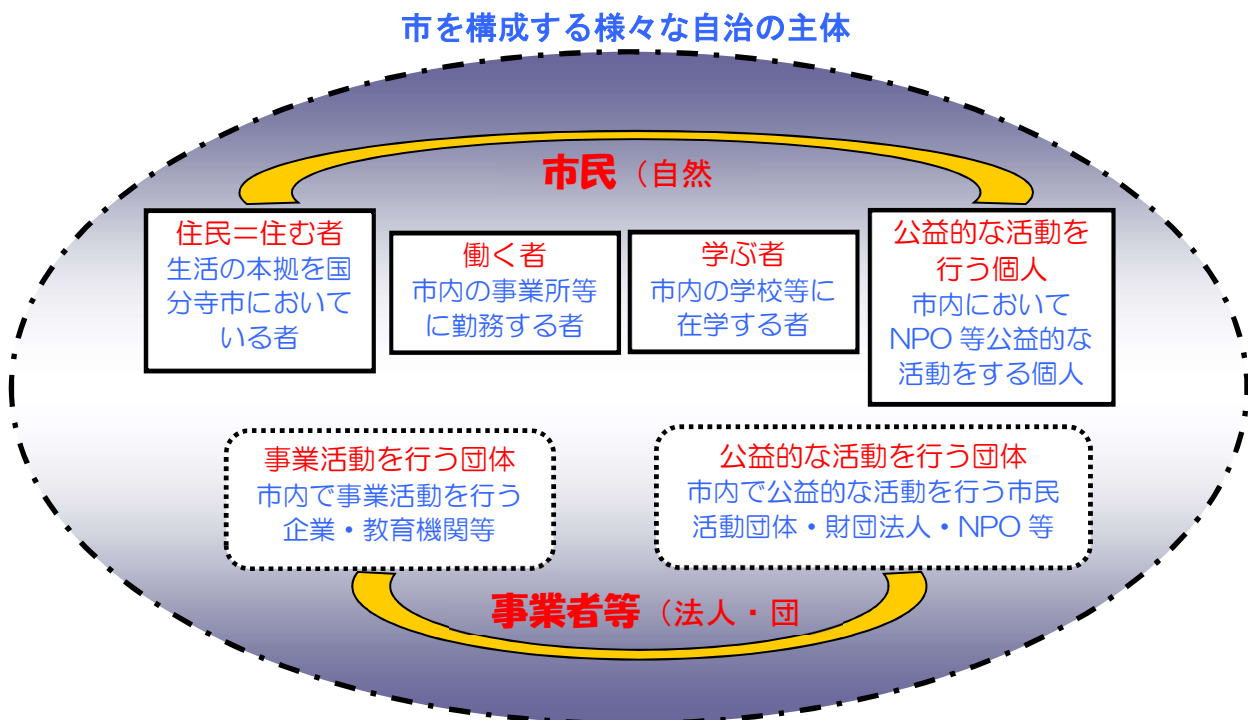 市を構成する様々な自治の主体
市民（自然
住民＝住む者
生活の本拠を国
分寺市において
いる者
働く者
市内の事業所等
に勤務する者
学ぶ者
市内の学校等に
在学する者
公益的な活動を
行う個人
市内において
NPO 等公益的な
活動をする個人
事業活動を行う団体
市内で事業活動を行う
企業・教育機関等
公益的な活動を行う団体
市内で公益的な活動を行う市民
活動団体・財団法人・NPO 等
事業者等（法人・団